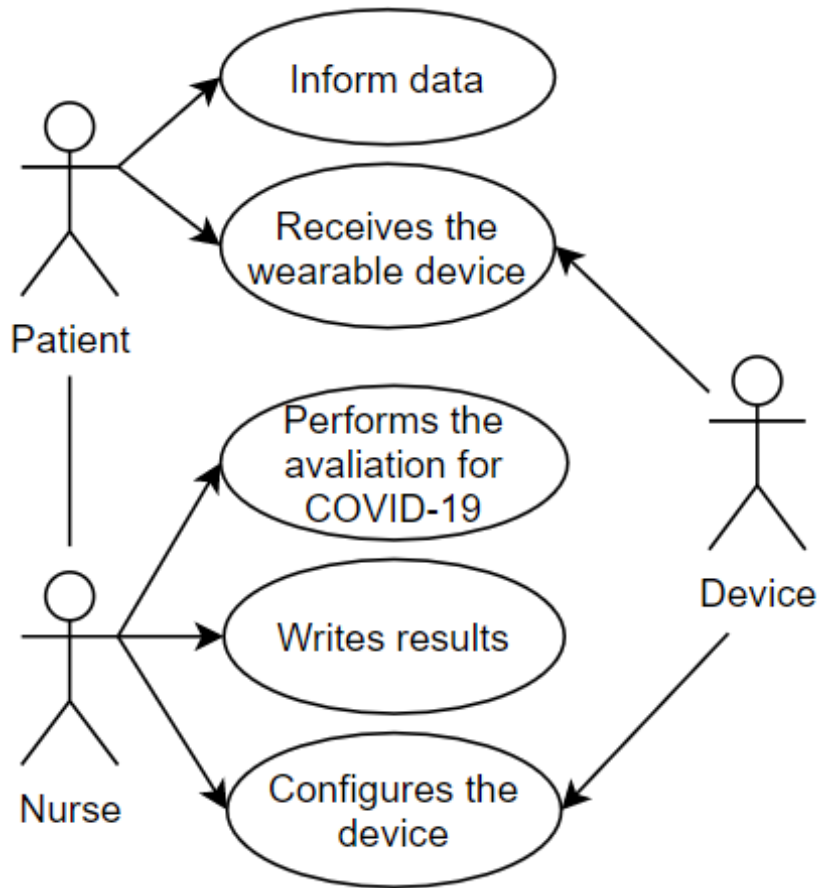 Inform data
Receives the
wearable device
Patient
Performs the
avaliation for
COVID-19
Device
Writes results
Nurse
Configures the
device